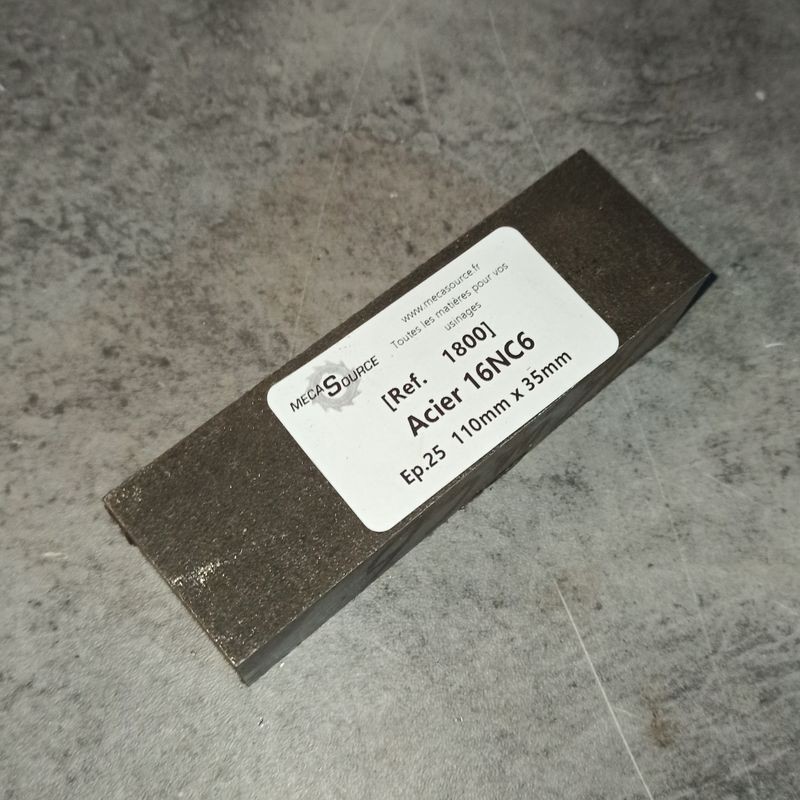 www.mecasource.fr
Toutes les matières pour vos
usinages
MECASOURCE
[Ref. 1800]
Acier 16NC6
Ep.25 110mm x 35mm